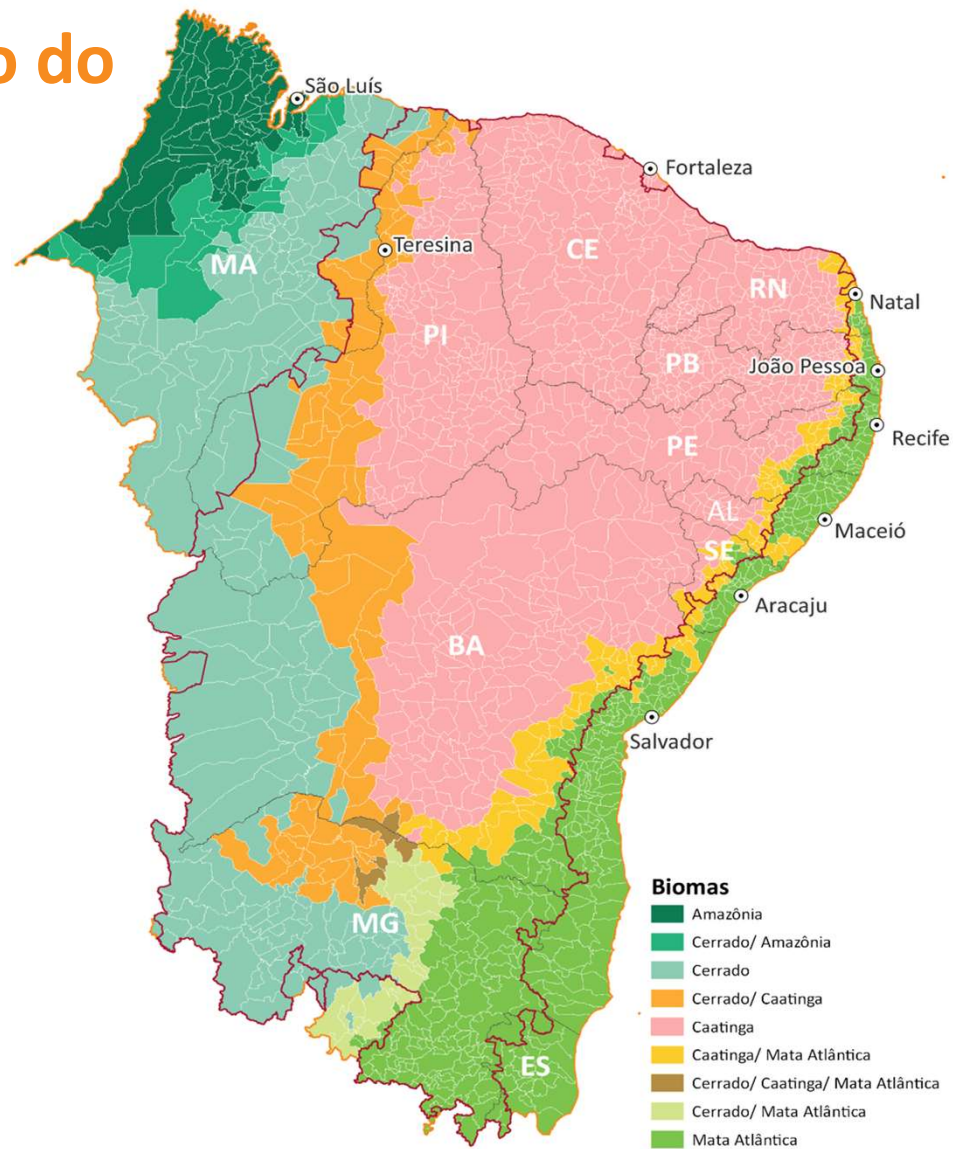 o do
São Luís
Fortaleza
Teresina
MA
CE
RN
Natal
PI
PB
João Pessoa
Recife
PE
AL
Maceió
SE
Aracaju
BA
Salvador
MG
ES
Biomas
Amazônia
Cerrado/ Amazônia
Cerrado
Cerrado/ Caatinga
Caatinga
Caatinga/ Mata Atlântica
Cerrado/ Caatinga/ Mata Atlântica
Cerrado/ Mata Atlântica
Mata Atlântica